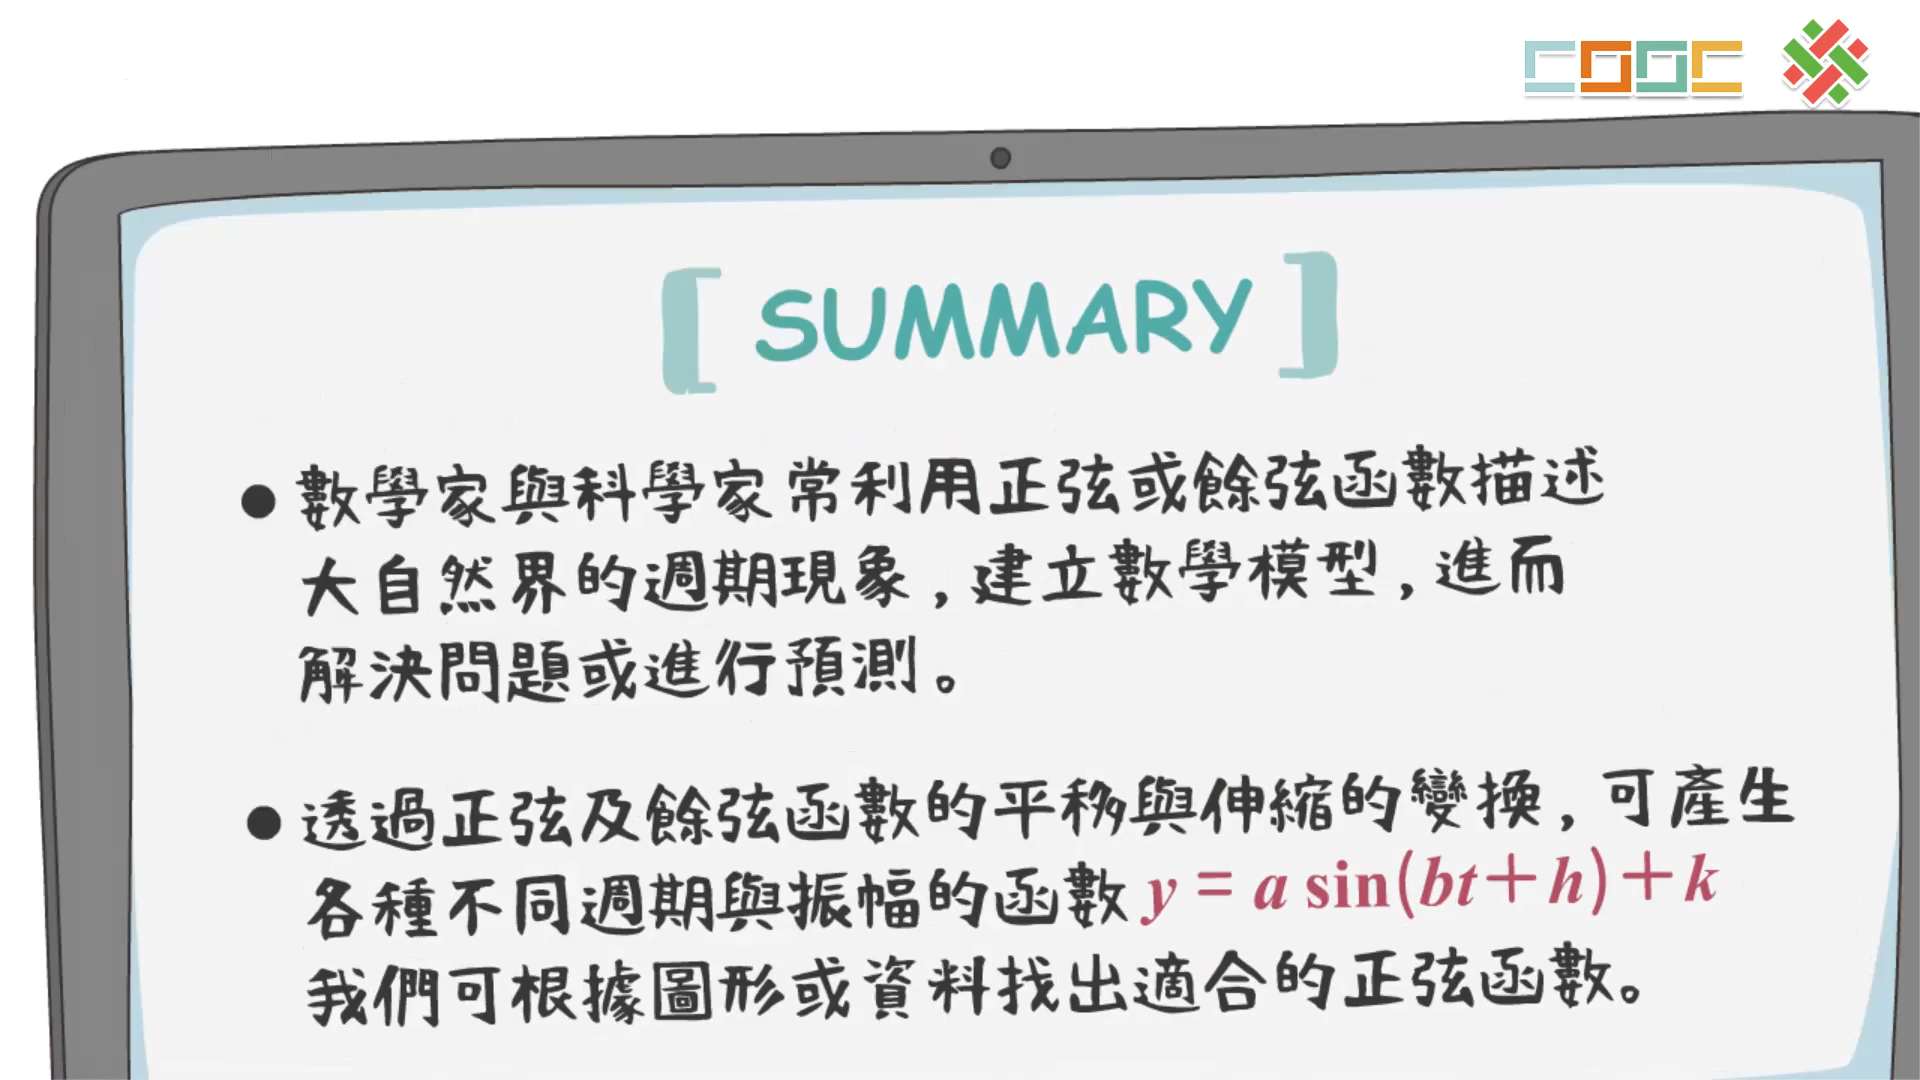 COOC
SUMMARY
●數學家與科學家常利用正弦或餘弦函數描述
大自然界的週期現象,建立數學模型,進而
解決問題或進行預測。
●透過正弦及餘弦函數的平移與伸縮的變換,可產生
各種不同週期與振幅的函數 y = a sin(bt+h)+k
我們可根據圖形或資料找出適合的正弦函數。